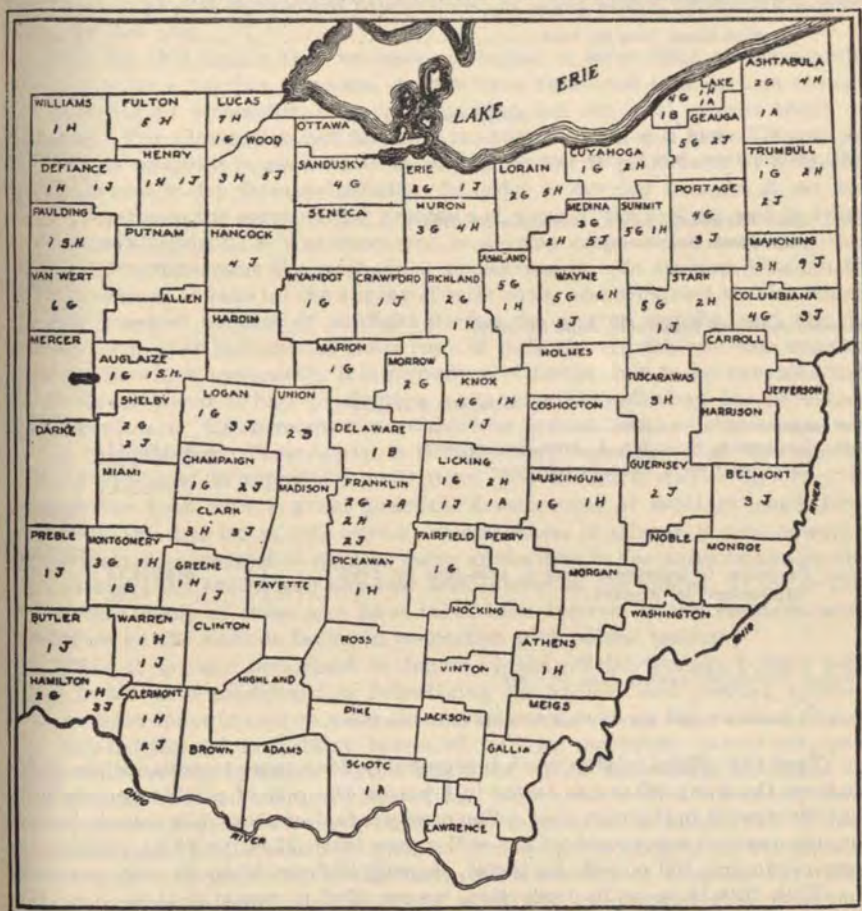 LAKE ERIE
ASHTABULA
2 G 4 H
1 A
LAKE
4 G 1 H
1 A
1 B
GEAUGA
5 G 2 J
WILLIAMS
1 H
FULTON
5 H
LUCAS
7 H
1 G
OTTAWA
WOOD
3 H 5 J
DEFIANCE
1 H 1 J
HENRY
1 H 1 J
SANDUSKY
4 G
ERIE
2 G 1 J
LORAIN
2 G 5 H
CUYAHOGA
1 G 2 H
TRUMBULL
1 G 2 H
2 J
PAULDING
1 S.H.
PUTNAM
HANCOCK
4 J
SENECA
HURON
3 G 4 H
MEDINA
3 G
2 H 5 J
SUMMIT
5 G 1 H
PORTAGE
4 G
3 J
MAHONING
3 H 9 J
VAN WERT
6 G
ALLEN
HARDIN
WYANDOT
1 G
CRAWFORD
1 J
RICHLAND
2 G
1 H
ASHLAND
5 G
1 H
WAYNE
5 G 6 H
3 J
STARK
5 G 2 H
1 J
COLUMBIANA
4 G 3 J
MERCER
AUGLAIZE
1 G 1 S.H.
MARION
1 G
MORROW
2 G
KNOX
4 G 1 H
1 J
HOLMES
TUSCARAWAS
3 H
CARROLL
JEFFERSON
HARRISON
DARKE
SHELBY
2 G
2 J
LOGAN
1 G
3 J
UNION
DELAWARE
1 B
COSHOCTON
MIAMI
CHAMPAIGN
1 G 2 J
MADISON
FRANKLIN
2 G 2 A
2 H
2 J
LICKING
1 G 2 H
1 J 1 A
MUSKINGUM
1 G 1 H
GUERNSEY
2 J
BELMONT
3 J
CLARK
3 H 3 J
PREBLE
1 J
MONTGOMERY
3 G 1 H
1 B
GREENE
1 H
1 J
FAYETTE
PICKAWAY
1 H
FAIRFIELD
1 G
PERRY
MORGAN
NOBLE
MONROE
BUTLER
1 J
WARREN
1 H
1 J
CLINTON
ROSS
HOCKING
ATHENS
1 H
WASHINGTON
OHIO RIVER
HAMILTON
2 G 1 H
3 J
CLERMONT
1 H
2 J
HIGHLAND
VINTON
MEIGS
BROWN
ADAMS
PIKE
JACKSON
GALLIA
SCIOTO
1 A
LAWRENCE
OHIO RIVER